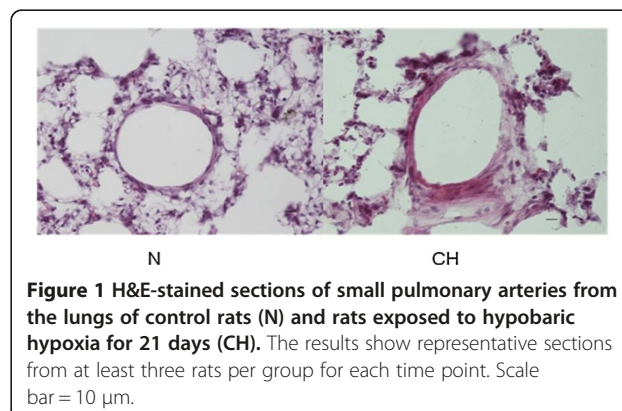 N
CH
Figure 1 H&E-stained sections of small pulmonary arteries from
the lungs of control rats (N) and rats exposed to hypobaric
hypoxia for 21 days (CH). The results show representative sections
from at least three rats per group for each time point. Scale
bar = 10 μm.